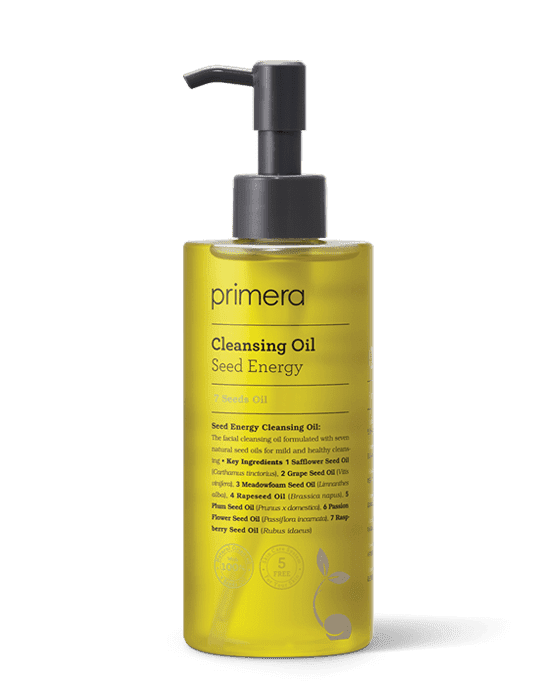 primera
Cleansing Oil
Seed Energy
7 Seeds Oil
Seed Energy Cleansing Oil:
The facial cleansing oil formulated with seven
natural seed oils for mild and healthy cleans-
ing • Key Ingredients 1 Safflower Seed Oil
(Carthamus tinctorius), 2 Grape Seed Oil (Vitis
vinifera), 3 Meadowfoam Seed Oil (Limnanthes
alba), 4 Rapeseed Oil (Brassica napus), 5
Plum Seed Oil (Prunus x domestica), 6 Passion
Flower Seed Oil (Passiflora incarnata), 7 Rasp-
berry Seed Oil (Rubus idaeus)
100%
5
FREE